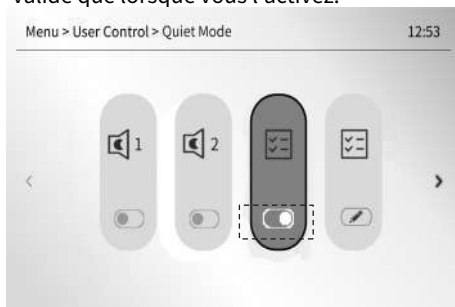 valide que lorsque vous l'activez.
Menu > User Control > Quiet Mode 12:53
1 2